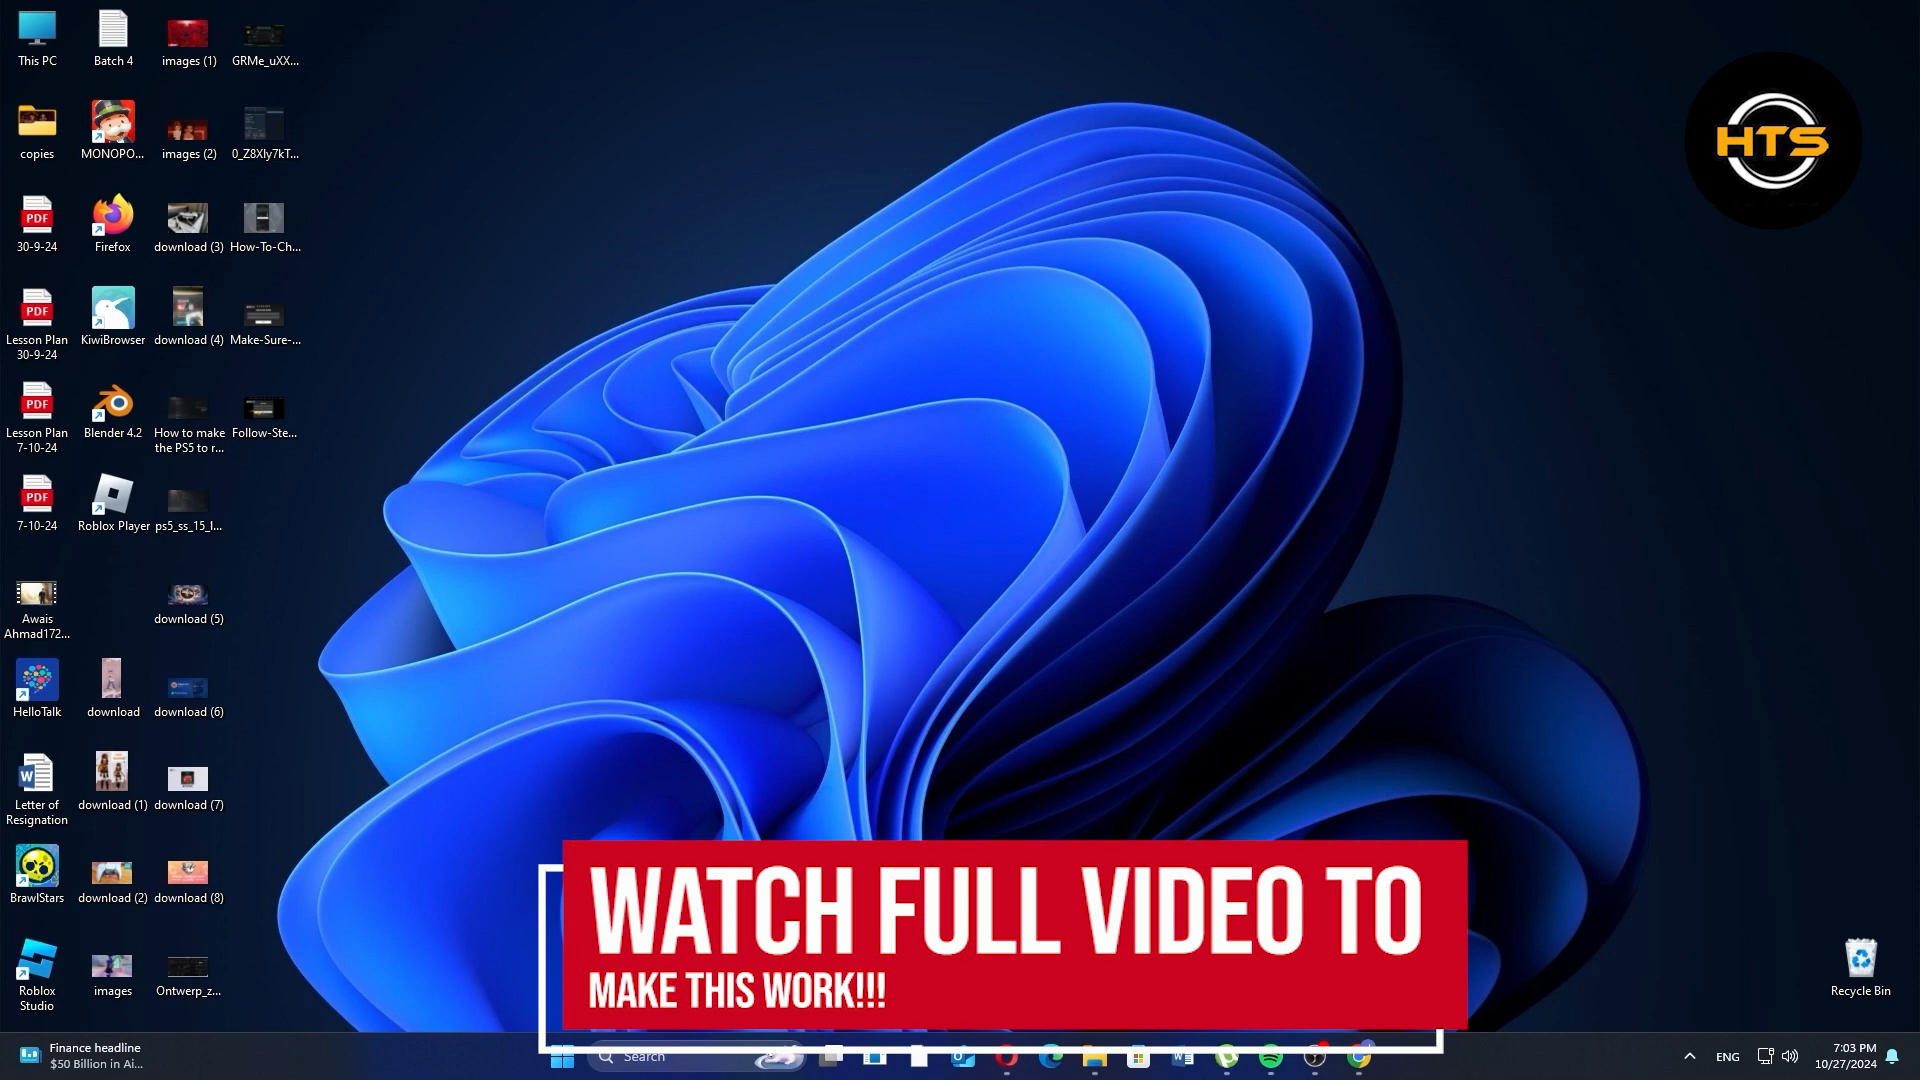 This PC
Batch 4
images (1)
GRMe_uXX...
copies
MONOPO...
images (2)
0_Z8Xly7kT...
PDF
30-9-24
Firefox
download (3)
How-To-Ch...
PDF
Lesson Plan
30-9-24
KiwiBrowser
download (4)
Make-Sure-...
PDF
Lesson Plan
7-10-24
Blender 4.2
How to make
the PS5 to r...
Follow-Ste...
PDF
7-10-24
Roblox Player
ps5_ss_15_l...
Awais
Ahmad172...
download (5)
HelloTalk
download
download (6)
W
Letter of
Resignation
download (1)
download (7)
BrawlStars
download (2)
download (8)
Roblox
Studio
images
Ontwerp_z...
HTS
WATCH FULL VIDEO TO
MAKE THIS WORK!!!
Recycle Bin
Finance headline
$50 Billion in Ai...
Search
ENG
7:03 PM
10/27/2024